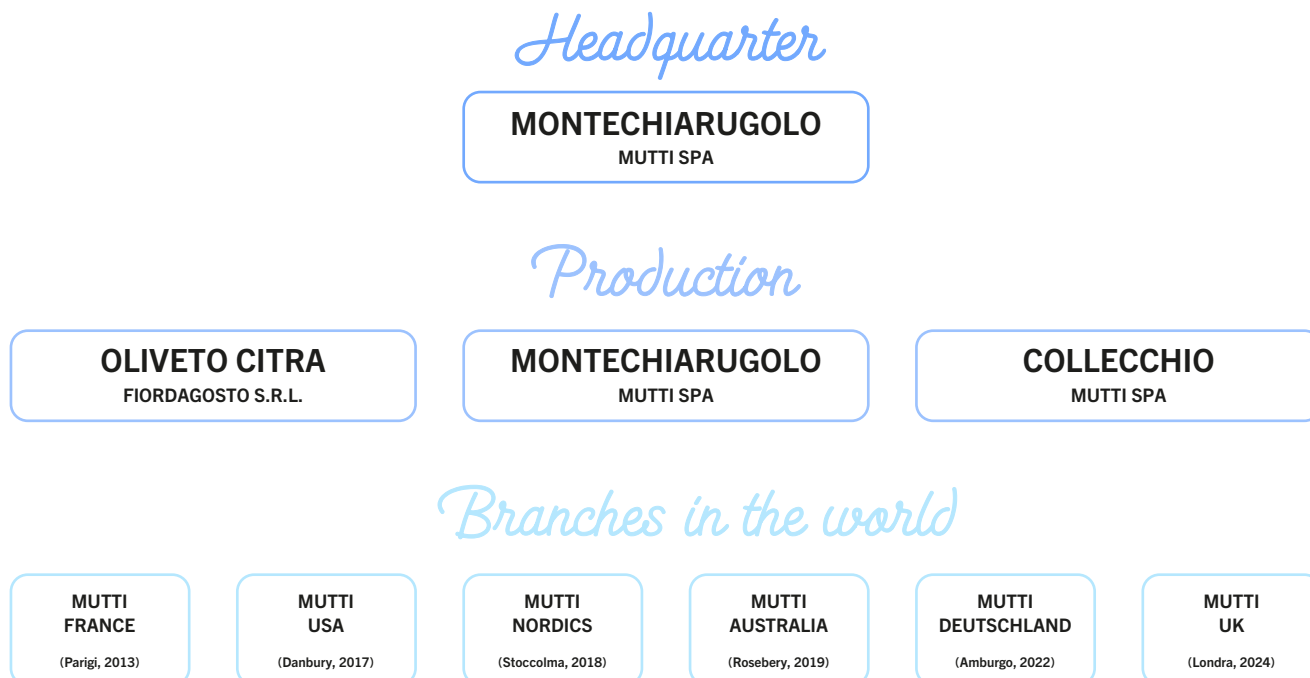 Headquarter
MONTECHIARUGOLO
MUTTI SPA
Production
OLIVETO CITRA
FIORDAGOSTO S.R.L.
MONTECHIARUGOLO
MUTTI SPA
COLLECCHIO
MUTTI SPA
Branches in the world
MUTTI
FRANCE
(Parigi, 2013)
MUTTI
USA
(Danbury, 2017)
MUTTI
NORDICS
(Stoccolma, 2018)
MUTTI
AUSTRALIA
(Rosebery, 2019)
MUTTI
DEUTSCHLAND
(Amburgo, 2022)
MUTTI
UK
(Londra, 2024)